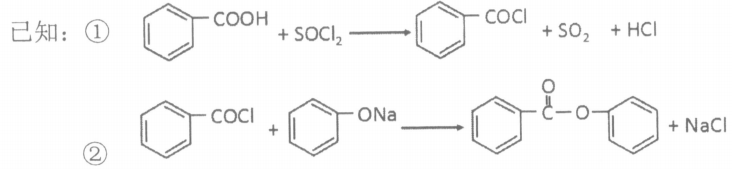 已知：① COOH + SOCl₂ COCl + SO₂ + HCl
② COCl + ONa O C O + NaCl